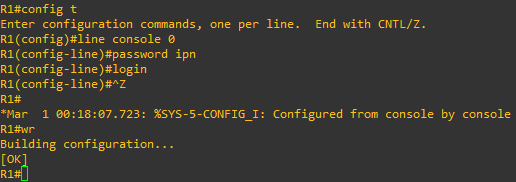 R1#config t
Enter configuration commands, one per line.  End with CNTL/Z.
R1(config)#line console 0
R1(config-line)#password ipn
R1(config-line)#login
R1(config-line)#^Z
R1#
*Mar  1 00:18:07.723: %SYS-5-CONFIG_I: Configured from console by console
R1#wr
Building configuration...
[OK]
R1#